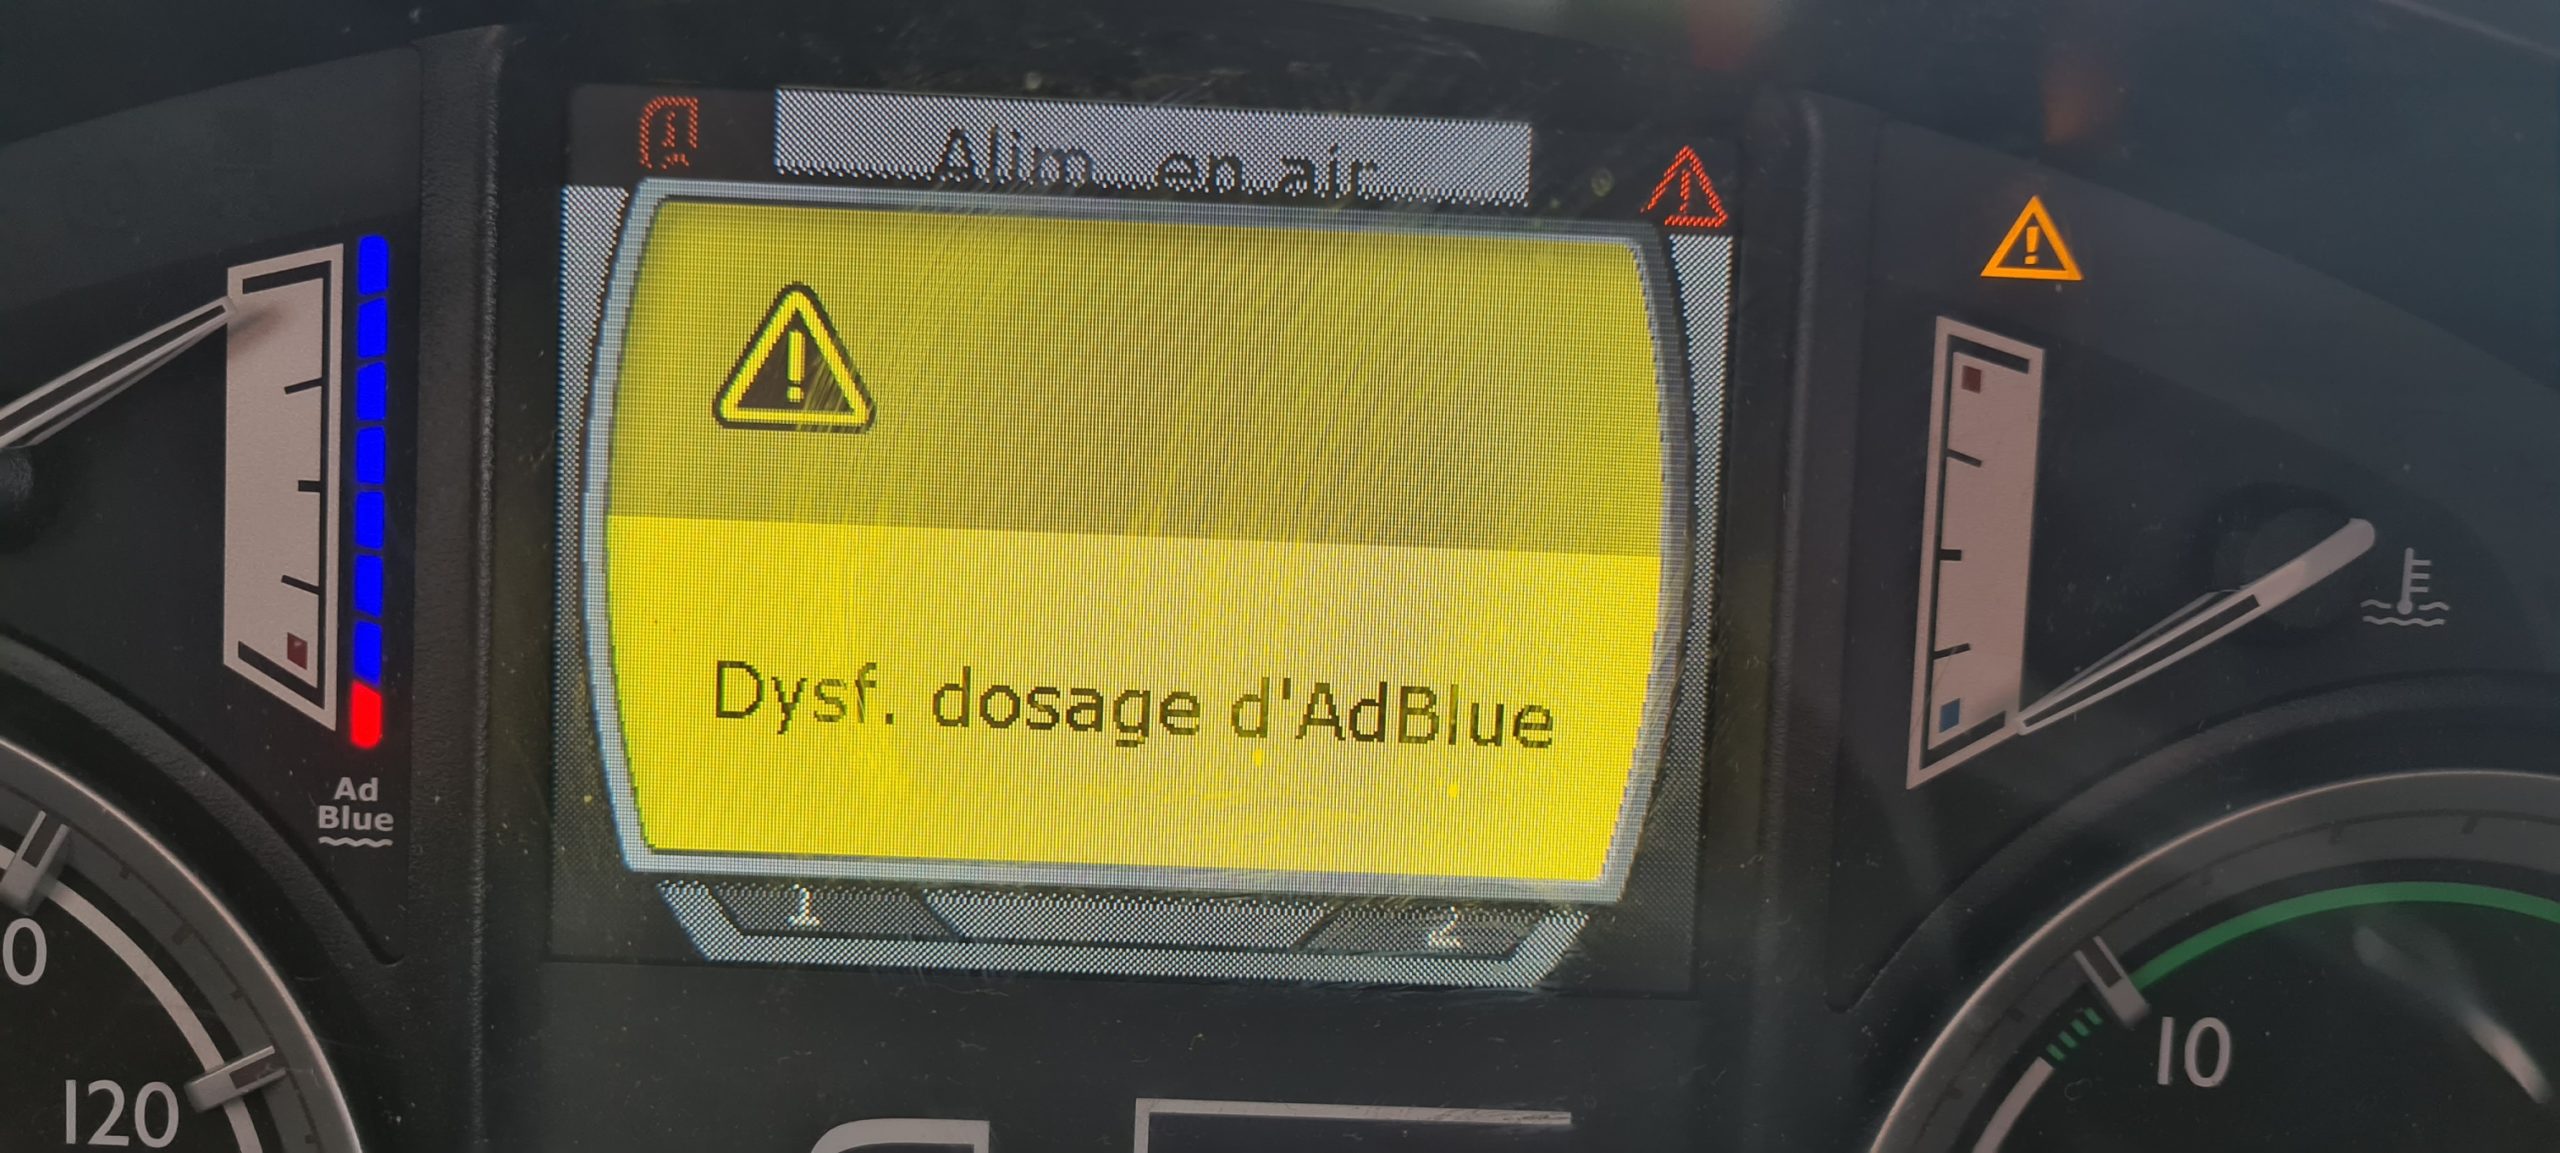 Alim. en air
Dysf. dosage d'AdBlue
1
2
Ad
Blue
0
120
10